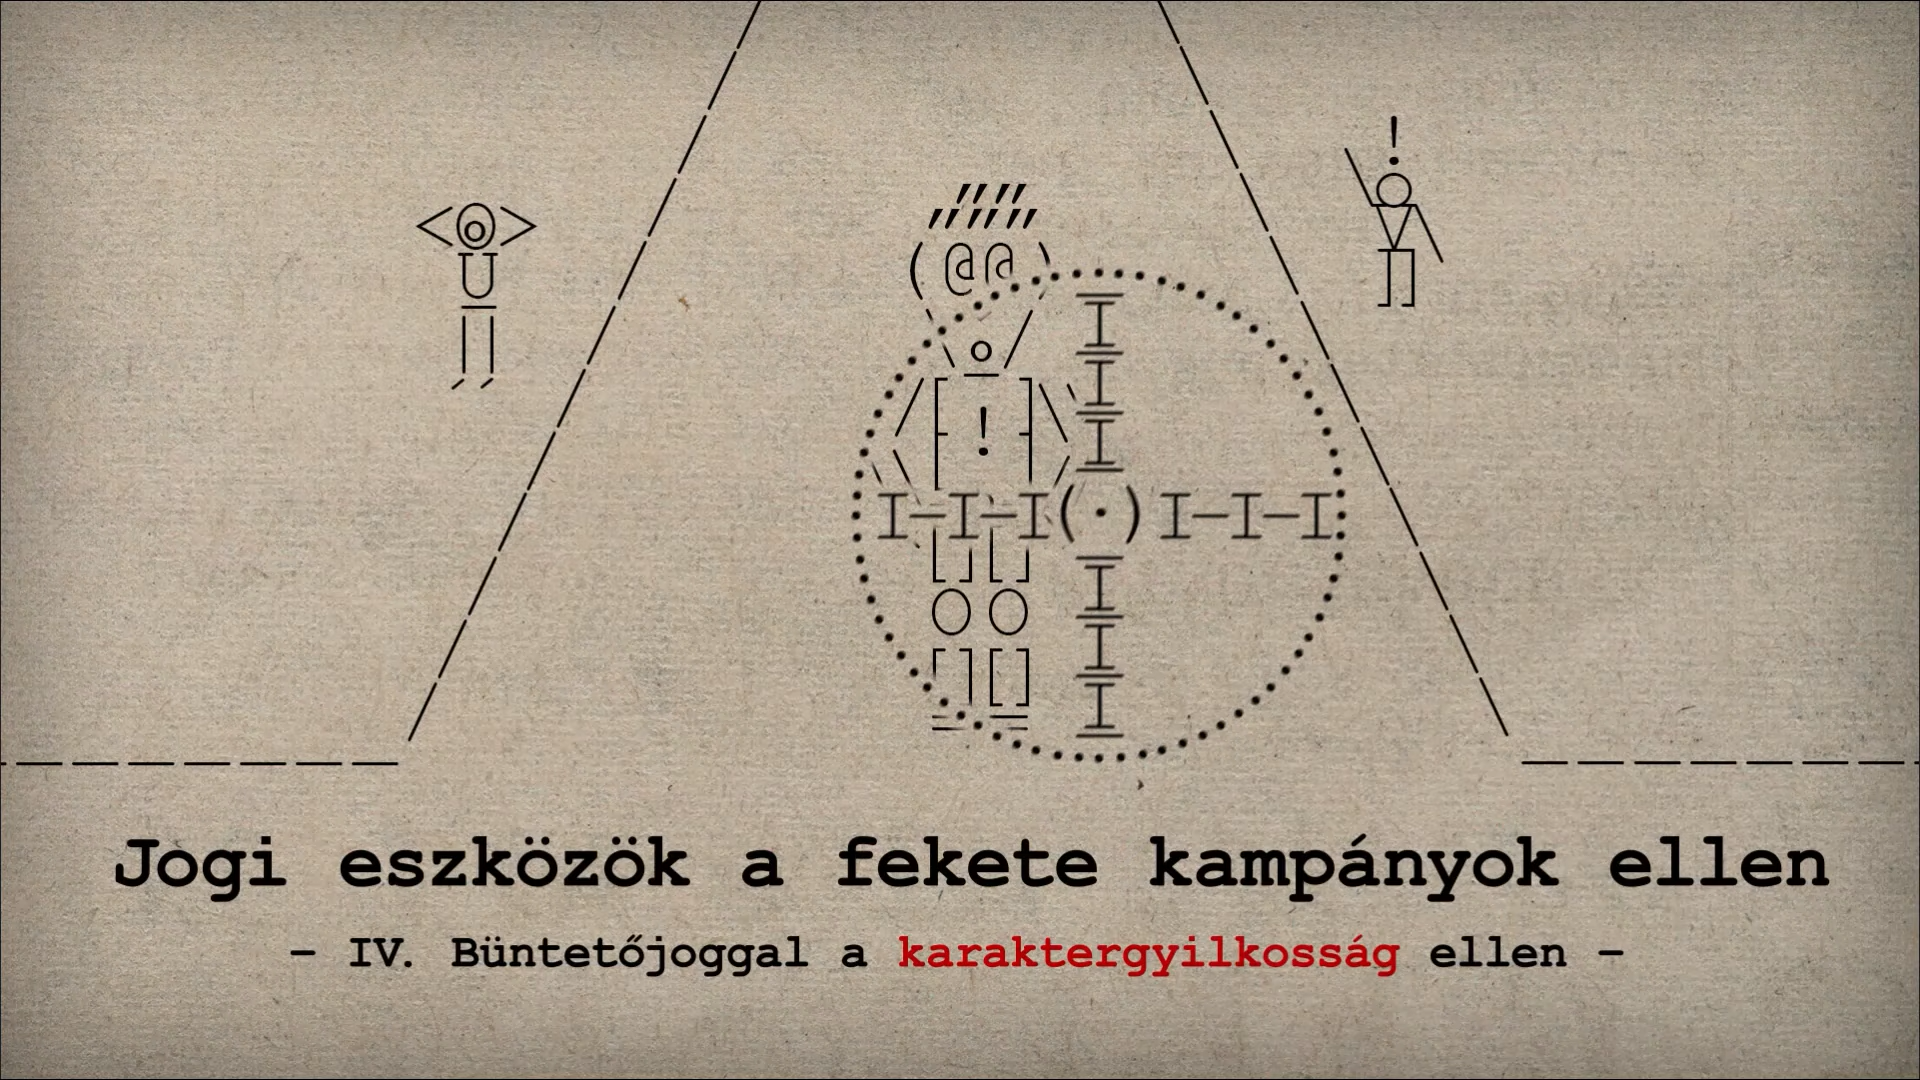 Jogi eszközök a fekete kampányok ellen
– IV. Büntetőjoggal a karaktergyilkosság ellen –